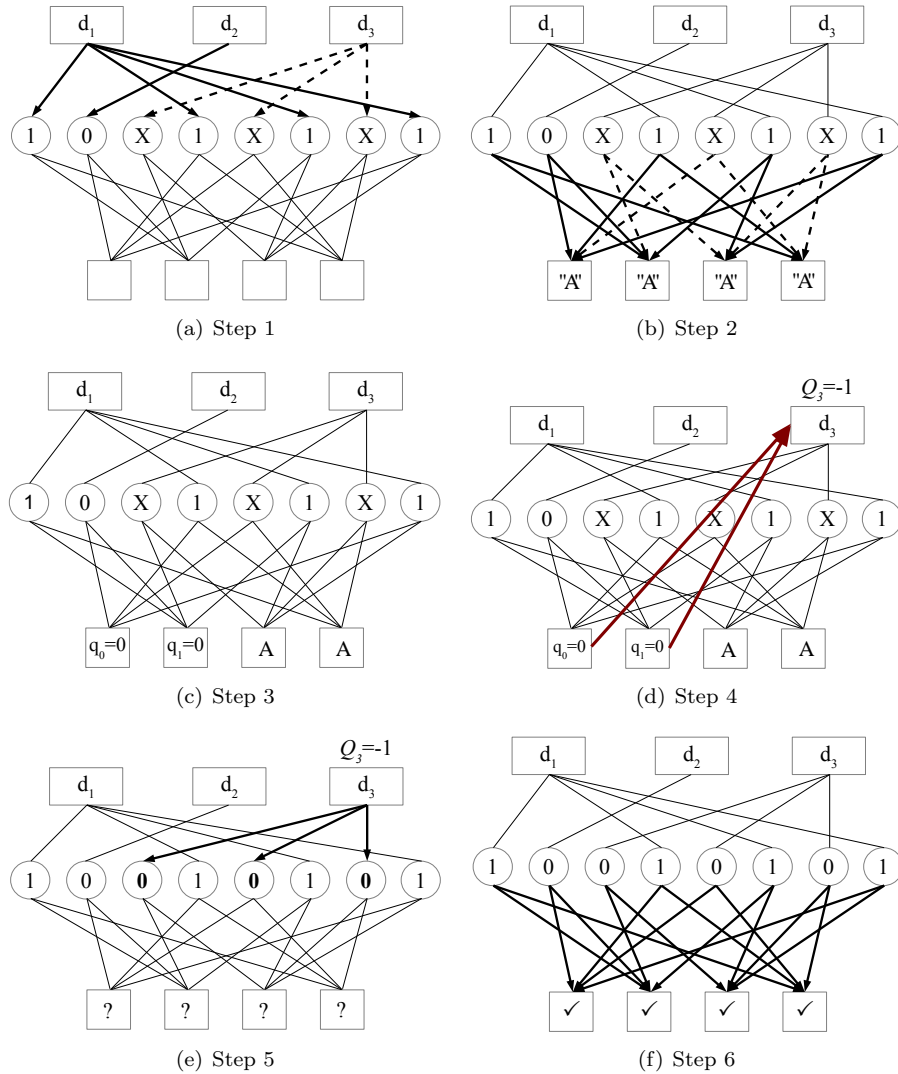 d₁ d₂ d₃
1 0 X 1 X 1 X 1
(a) Step 1
d₁ d₂ d₃
1 0 X 1 X 1 X 1
"A" "A" "A" "A"
(b) Step 2
d₁ d₂ d₃
1 0 X 1 X 1 X 1
q₀=0 q₁=0 A A
(c) Step 3
Q₃=-1
d₁ d₂ d₃
1 0 X 1 X 1 X 1
q₀=0 q₁=0 A A
(d) Step 4
Q₃=-1
d₁ d₂ d₃
1 0 0 1 0 1 0 1
? ? ? ?
(e) Step 5
d₁ d₂ d₃
1 0 0 1 0 1 0 1
✓ ✓ ✓ ✓
(f) Step 6